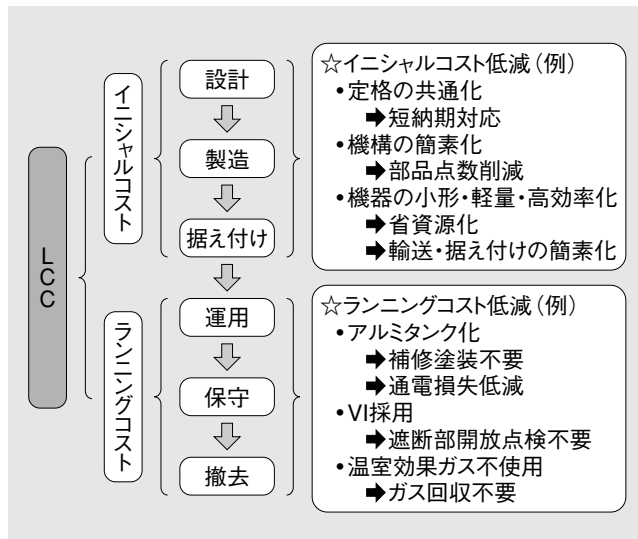 LCC
イニシャルコスト
設計
製造
据え付け
☆イニシャルコスト低減(例)
•定格の共通化
➡短納期対応
•機構の簡素化
➡部品点数削減
•機器の小形・軽量・高効率化
➡省資源化
➡輸送・据え付けの簡素化
ランニングコスト
運用
保守
撤去
☆ランニングコスト低減(例)
•アルミタンク化
➡補修塗装不要
➡通電損失低減
•VI採用
➡遮断部開放点検不要
•温室効果ガス不使用
➡ガス回収不要